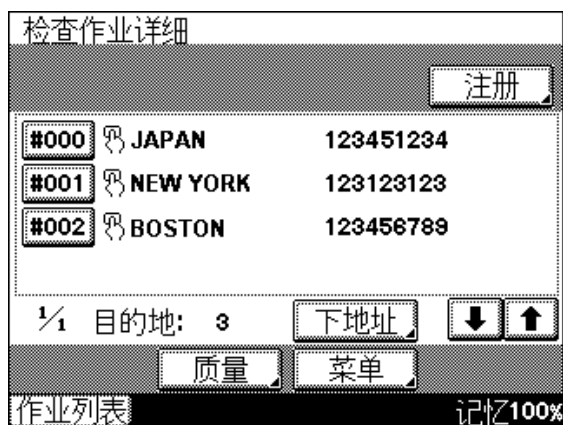 检查作业详细
注册
#000 JAPAN 123451234
#001 NEW YORK 123123123
#002 BOSTON 123456789
1/1 目的地: 3 下地址
质量 菜单
作业列表 记忆100%